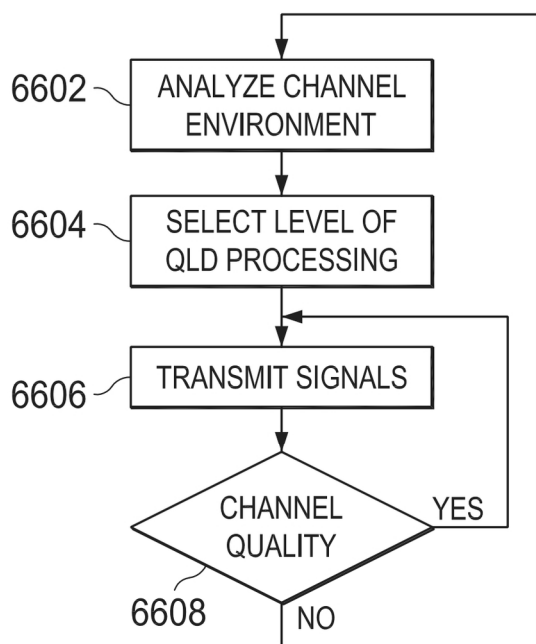 6602
ANALYZE CHANNEL
ENVIRONMENT
6604
SELECT LEVEL OF
QLD PROCESSING
6606
TRANSMIT SIGNALS
CHANNEL
QUALITY
YES
6608
NO